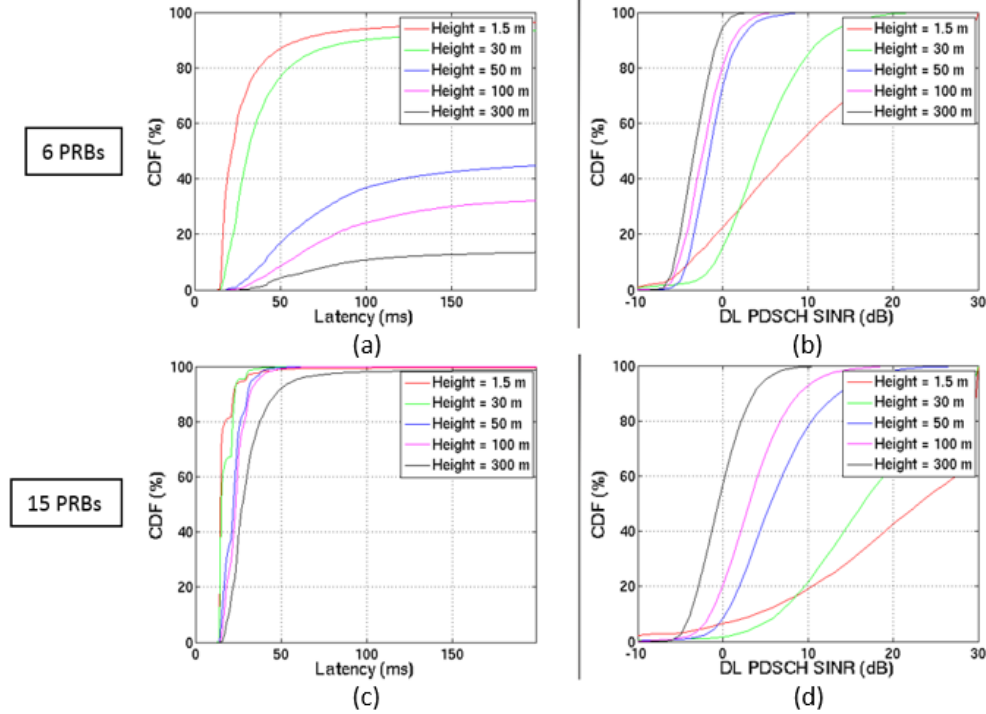 6 PRBs
CDF (%)
100
80
60
40
20
0
0
50
100
150
Latency (ms)
Height = 1.5 m
Height = 30 m
Height = 50 m
Height = 100 m
Height = 300 m
(a)
CDF (%)
100
80
60
40
20
0
-10
0
10
20
30
DL PDSCH SINR (dB)
Height = 1.5 m
Height = 30 m
Height = 50 m
Height = 100 m
Height = 300 m
(b)
15 PRBs
CDF (%)
100
80
60
40
20
0
0
50
100
150
Latency (ms)
Height = 1.5 m
Height = 30 m
Height = 50 m
Height = 100 m
Height = 300 m
(c)
CDF (%)
100
80
60
40
20
0
-10
0
10
20
30
DL PDSCH SINR (dB)
Height = 1.5 m
Height = 30 m
Height = 50 m
Height = 100 m
Height = 300 m
(d)